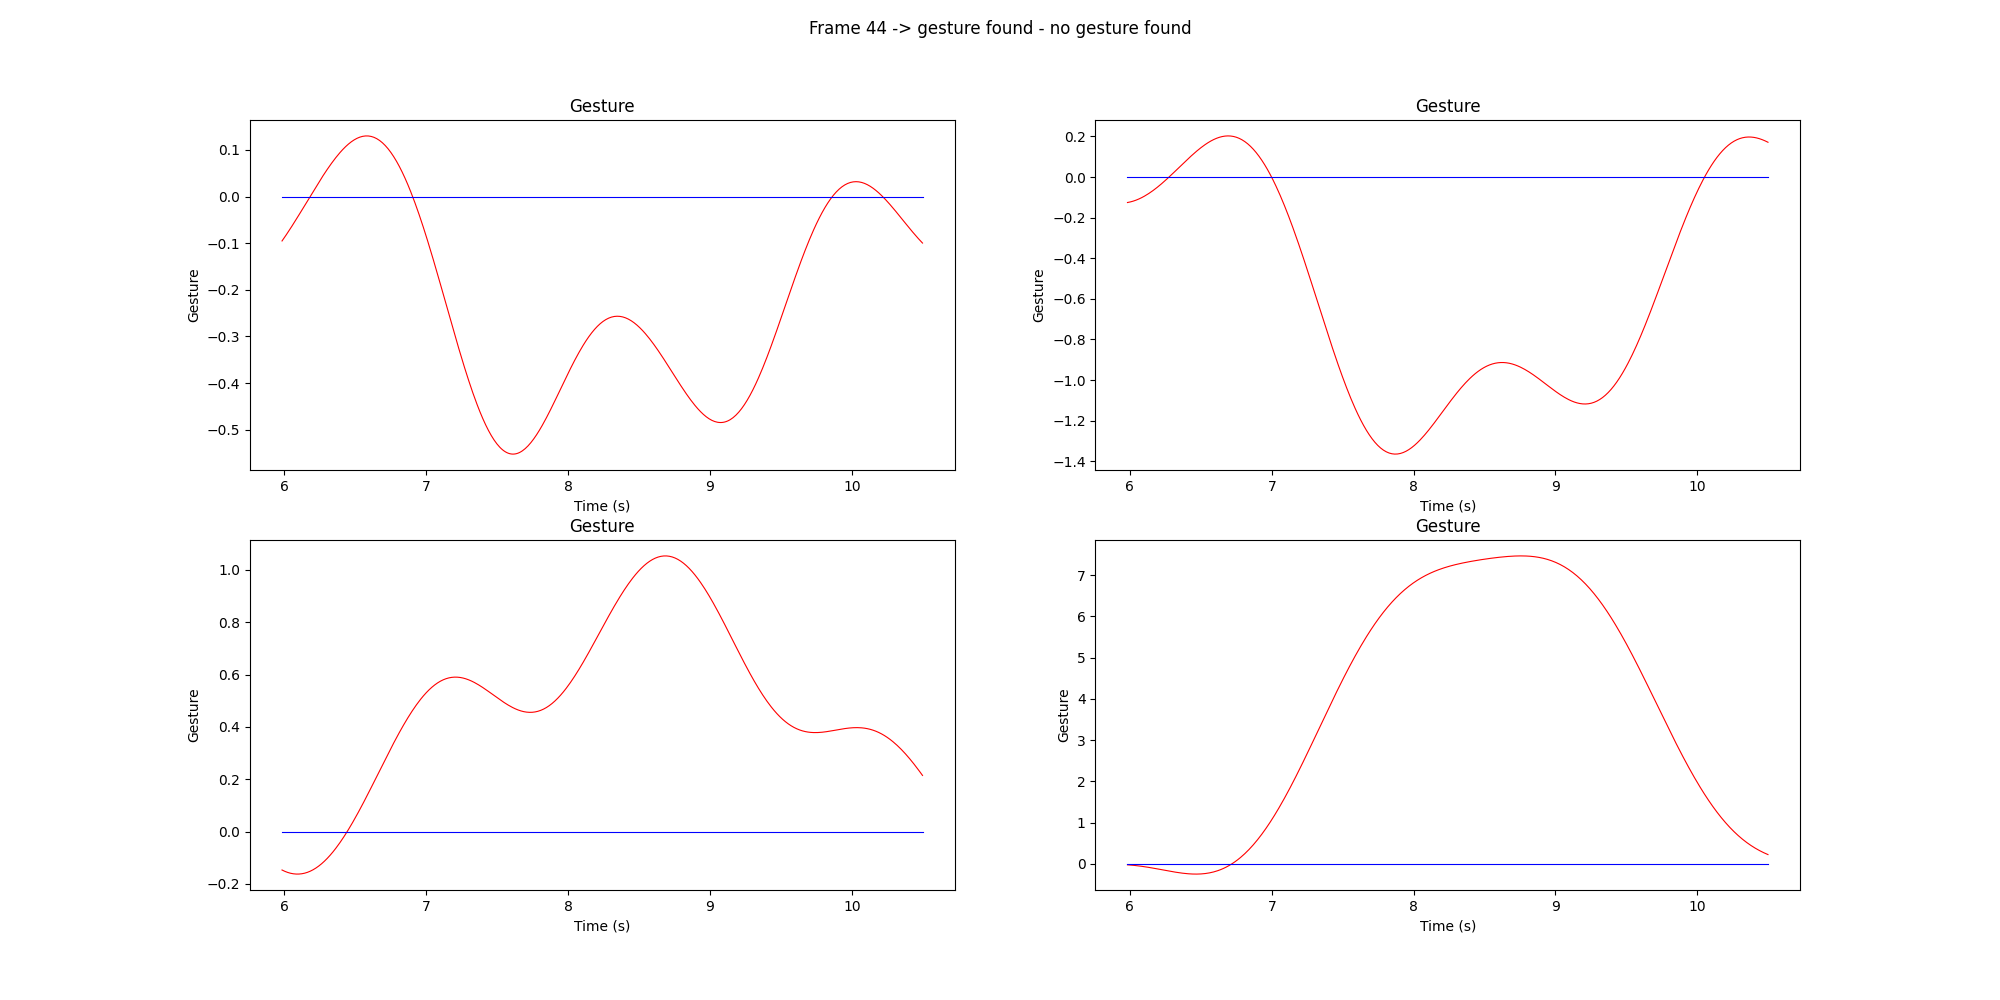 Frame 44 -> gesture found - no gesture found
Gesture
Gesture
0.1
0.0
−0.1
−0.2
−0.3
−0.4
−0.5
6 7 8 9 10
Time (s)
Gesture
Gesture
0.2
0.0
−0.2
−0.4
−0.6
−0.8
−1.0
−1.2
−1.4
6 7 8 9 10
Time (s)
Gesture
Gesture
1.0
0.8
0.6
0.4
0.2
0.0
−0.2
6 7 8 9 10
Time (s)
Gesture
Gesture
7
6
5
4
3
2
1
0
6 7 8 9 10
Time (s)